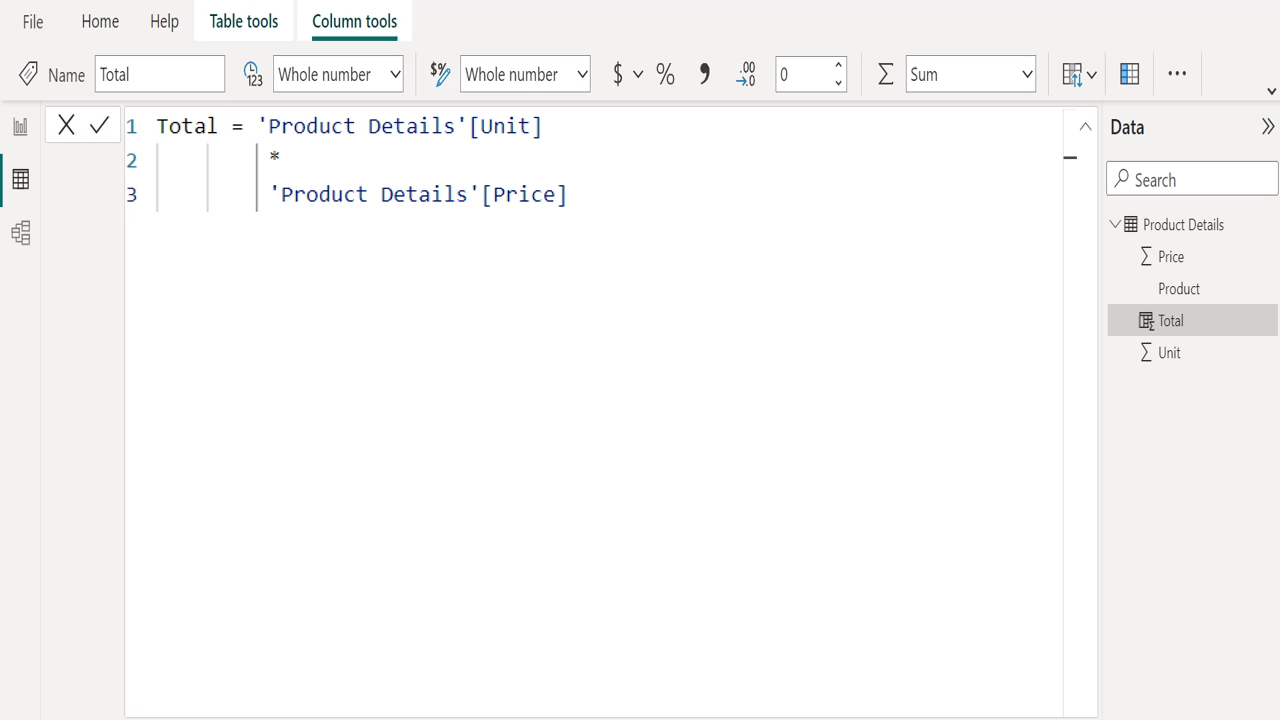 File Home Help Table tools Column tools
Name Total 123 Whole number $% Whole number $ % , .00 .0 0 Σ Sum ...
1 Total = 'Product Details'[Unit]
2 *
3 'Product Details'[Price]
Data
Search
Product Details
Σ Price
Product
Total
Σ Unit